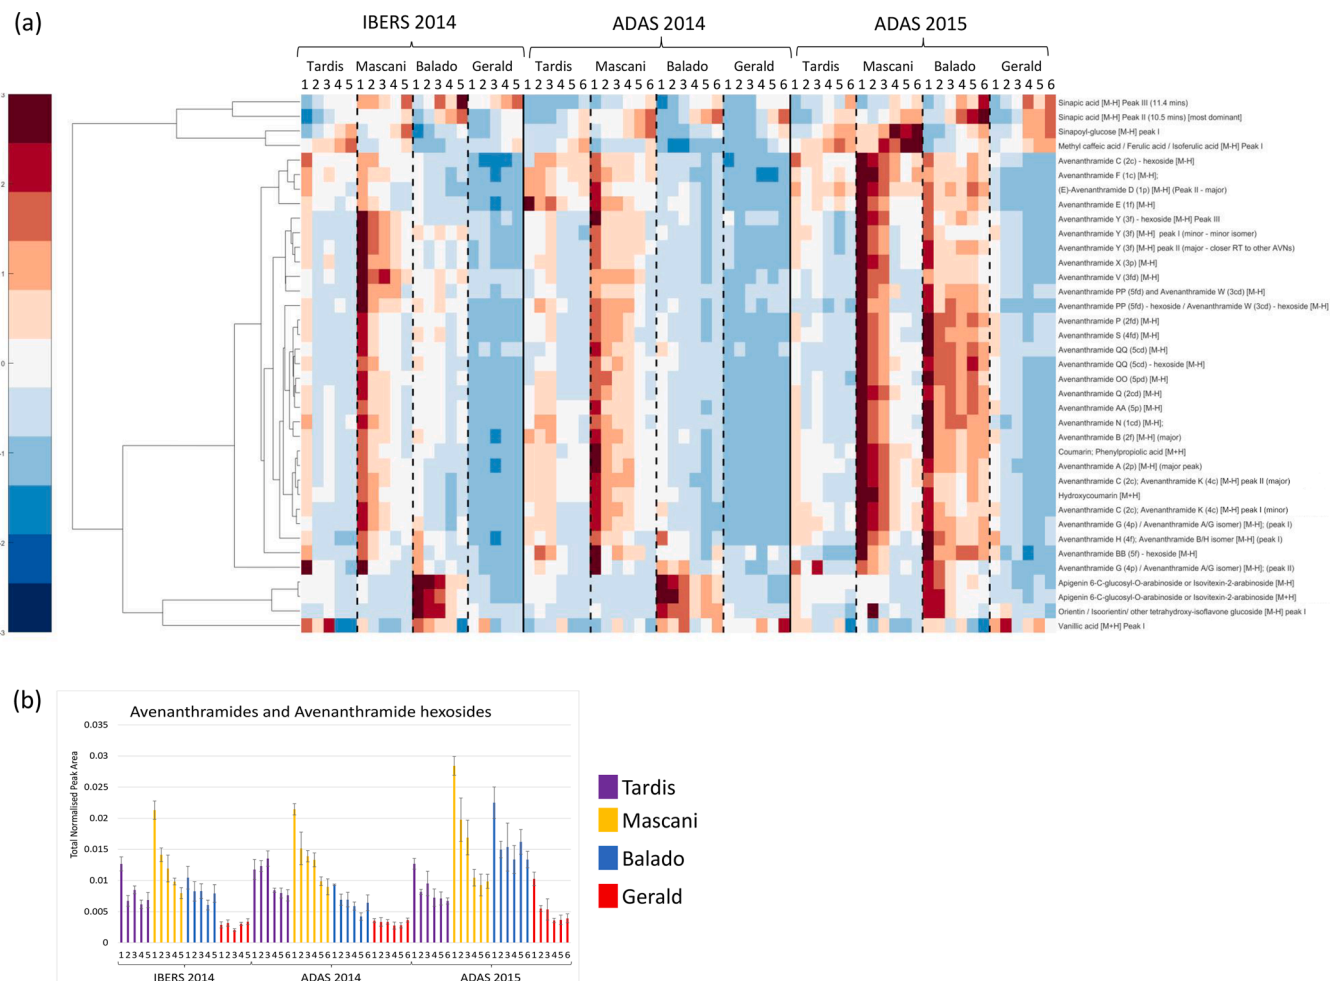 (a)
IBERS 2014 ADAS 2014 ADAS 2015
Tardis Mascani Balado Gerald Tardis Mascani Balado Gerald Tardis Mascani Balado Gerald
1 2 3 4 5 1 2 3 4 5 1 2 3 4 5 1 2 3 4 5 1 2 3 4 5 6 1 2 3 4 5 6 1 2 3 4 5 6 1 2 3 4 5 6 1 2 3 4 5 6 1 2 3 4 5 6 1 2 3 4 5 6 1 2 3 4 5 6
3
2
1
0
-1
-2
-3
Sinapic acid [M-H] Peak III (11.4 mins)
Sinapic acid [M-H] Peak II (10.5 mins) [most dominant]
Sinapoyl-glucose [M-H] peak I
Methyl caffeic acid / Ferulic acid / Isoferulic acid [M-H] Peak I
Avenanthramide C (2c) - hexoside [M-H]
Avenanthramide F (1c) [M-H];
(E)-Avenanthramide D (1p) [M-H] (Peak II - major)
Avenanthramide E (1f) [M-H]
Avenanthramide Y (3f) - hexoside [M-H] Peak III
Avenanthramide Y (3f) [M-H] peak I (minor - minor isomer)
Avenanthramide Y (3f) [M-H] peak II (major - closer RT to other AVNs)
Avenanthramide X (3p) [M-H]
Avenanthramide V (3fd) [M-H]
Avenanthramide PP (5fd) and Avenanthramide W (3cd) [M-H]
Avenanthramide PP (5fd) - hexoside / Avenanthramide W (3cd) - hexoside [M-H]
Avenanthramide P (2fd) [M-H]
Avenanthramide S (4fd) [M-H]
Avenanthramide QQ (5cd) [M-H]
Avenanthramide QQ (5cd) - hexoside [M-H]
Avenanthramide OO (5pd) [M-H]
Avenanthramide Q (2cd) [M-H]
Avenanthramide AA (5p) [M-H]
Avenanthramide N (1cd) [M-H];
Avenanthramide B (2f) [M-H] (major)
Coumarin; Phenylpropiolic acid [M+H]
Avenanthramide A (2p) [M-H] (major peak)
Avenanthramide C (2c); Avenanthramide K (4c) [M-H] peak II (major)
Hydroxycoumarin [M+H]
Avenanthramide C (2c); Avenanthramide K (4c) [M-H] peak I (minor)
Avenanthramide G (4p) / Avenanthramide A/G isomer) [M-H]; (peak I)
Avenanthramide H (4f); Avenanthramide B/H isomer [M-H] (peak I)
Avenanthramide BB (5f) - hexoside [M-H]
Avenanthramide G (4p) / Avenanthramide A/G isomer) [M-H]; (peak II)
Apigenin 6-C-glucosyl-O-arabinoside or Isovitexin-2-arabinoside [M-H]
Apigenin 6-C-glucosyl-O-arabinoside or Isovitexin-2-arabinoside [M+H]
Orientin / Isoorientin/ other tetrahydroxy-isoflavone glucoside [M-H] peak I
Vanillic acid [M+H] Peak I
(b)
Avenanthramides and Avenanthramide hexosides
Total Normalised Peak Area
0.035
0.03
0.025
0.02
0.015
0.01
0.005
0
1 2 3 4 5 1 2 3 4 5 1 2 3 4 5 1 2 3 4 5 1 2 3 4 5 6 1 2 3 4 5 6 1 2 3 4 5 6 1 2 3 4 5 6 1 2 3 4 5 6 1 2 3 4 5 6 1 2 3 4 5 6 1 2 3 4 5 6
IBERS 2014 ADAS 2014 ADAS 2015
Tardis
Mascani
Balado
Gerald